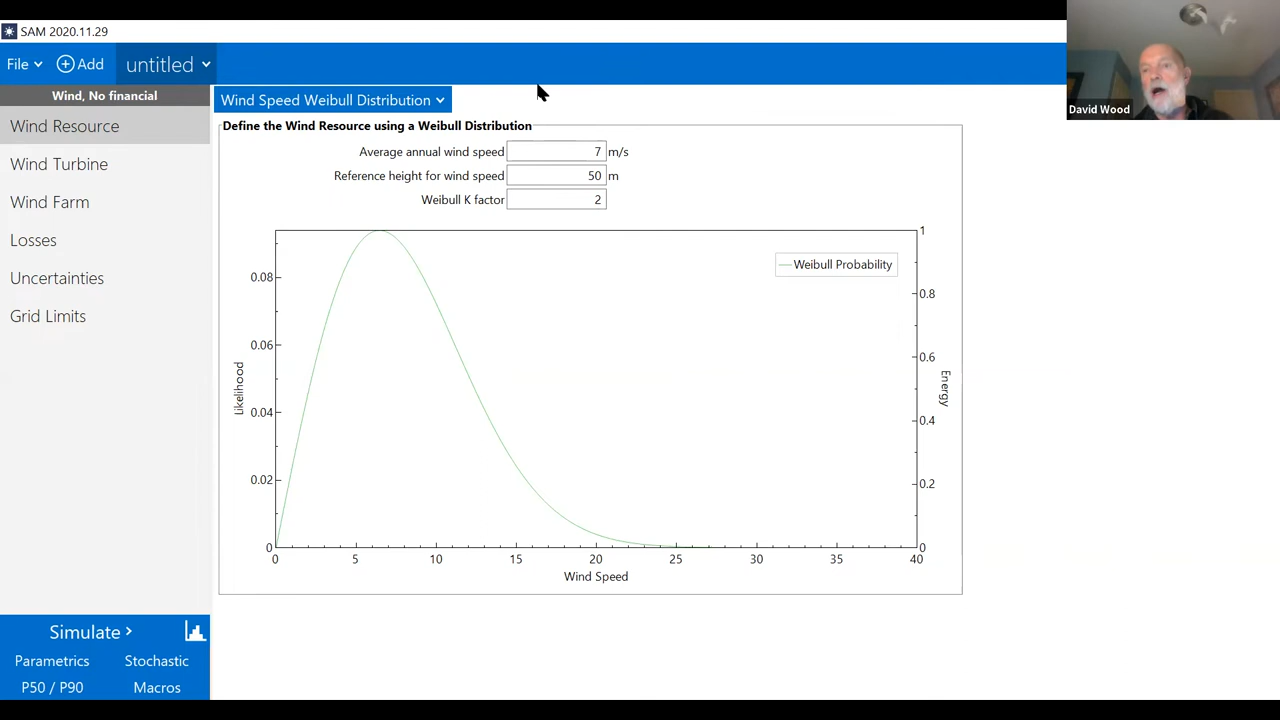 SAM 2020.11.29
File
Add
untitled
David Wood
Wind, No financial
Wind Resource
Wind Turbine
Wind Farm
Losses
Uncertainties
Grid Limits
Wind Speed Weibull Distribution
Define the Wind Resource using a Weibull Distribution
Average annual wind speed 7 m/s
Reference height for wind speed 50 m
Weibull K factor 2
Weibull Probability
Likelihood
0.08
0.06
0.04
0.02
0
1
0.8
0.6
0.4
0.2
0
Energy
0 5 10 15 20 25 30 35 40
Wind Speed
Simulate >
Parametrics Stochastic
P50 / P90 Macros